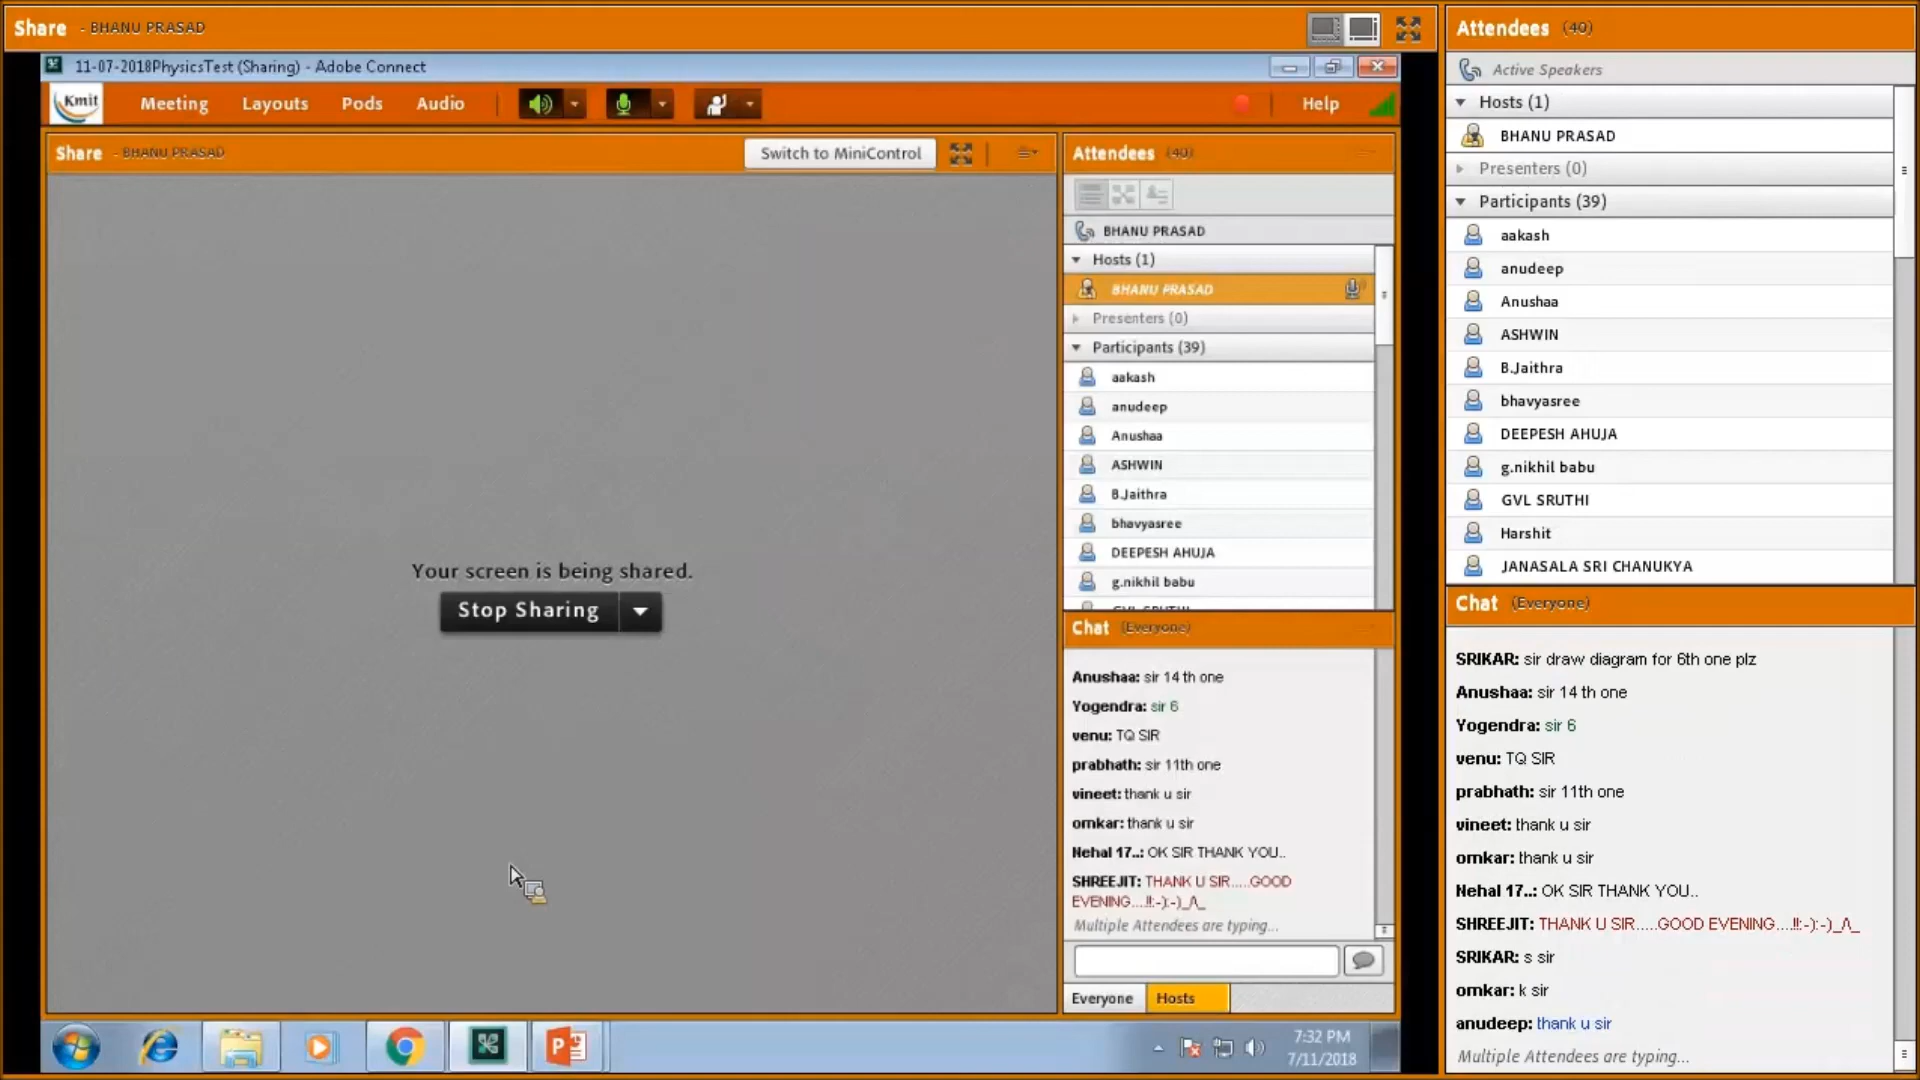 Share - BHANU PRASAD
11-07-2018PhysicsTest (Sharing) - Adobe Connect
Kmit Meeting Layouts Pods Audio Help
Share - BHANU PRASAD Switch to MiniControl
Your screen is being shared.
Stop Sharing
Attendees (40)
BHANU PRASAD
Hosts (1)
BHANU PRASAD
Presenters (0)
Participants (39)
aakash
anudeep
Anushaa
ASHWIN
B.Jaithra
bhavyasree
DEEPESH AHUJA
g.nikhil babu
GVL SRUTHI
Chat (Everyone)
Anushaa: sir 14 th one
Yogendra: sir 6
venu: TQ SIR
prabhath: sir 11th one
vineet: thank u sir
omkar: thank u sir
Nehal 17..: OK SIR THANK YOU..
SHREEJIT: THANK U SIR.....GOOD
EVENING....!!:-):-)_/\_
Multiple Attendees are typing...
Everyone Hosts
7:32 PM
7/11/2018
Attendees (40)
Active Speakers
Hosts (1)
BHANU PRASAD
Presenters (0)
Participants (39)
aakash
anudeep
Anushaa
ASHWIN
B.Jaithra
bhavyasree
DEEPESH AHUJA
g.nikhil babu
GVL SRUTHI
Harshit
JANASALA SRI CHANUKYA
Chat (Everyone)
SRIKAR: sir draw diagram for 6th one plz
Anushaa: sir 14 th one
Yogendra: sir 6
venu: TQ SIR
prabhath: sir 11th one
vineet: thank u sir
omkar: thank u sir
Nehal 17..: OK SIR THANK YOU..
SHREEJIT: THANK U SIR.....GOOD EVENING....!!:-):-)_/\_
SRIKAR: s sir
omkar: k sir
anudeep: thank u sir
Multiple Attendees are typing...